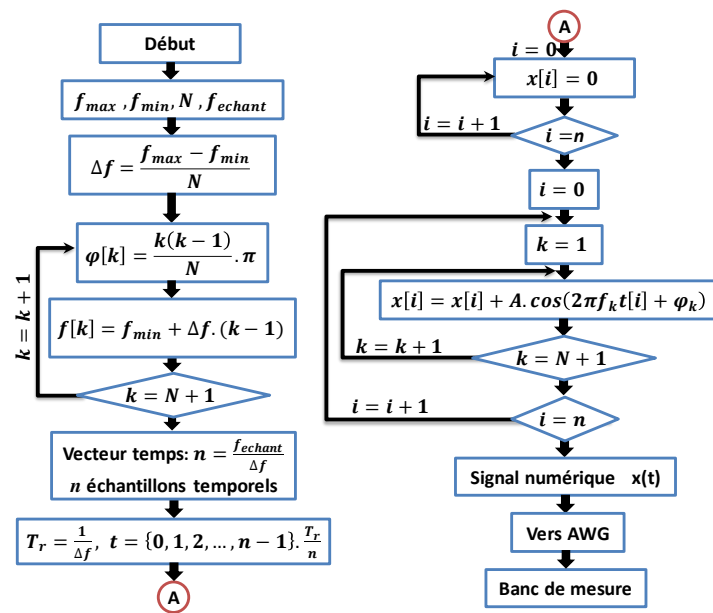 Début
f_max , f_min, N , f_echant
Δf = (f_max − f_min) / N
φ[k] = k(k − 1) / N . π
f[k] = f_min + Δf. (k − 1)
k = k + 1
k = N + 1
Vecteur temps: n = f_echant / Δf
n échantillons temporels
T_r = 1 / Δf, t = {0, 1, 2, … , n − 1}. T_r / n
A
A
i = 0
x[i] = 0
i = i + 1
i = n
i = 0
k = 1
x[i] = x[i] + A. cos(2πf_k t[i] + φ_k)
k = k + 1
k = N + 1
i = i + 1
i = n
Signal numérique x(t)
Vers AWG
Banc de mesure